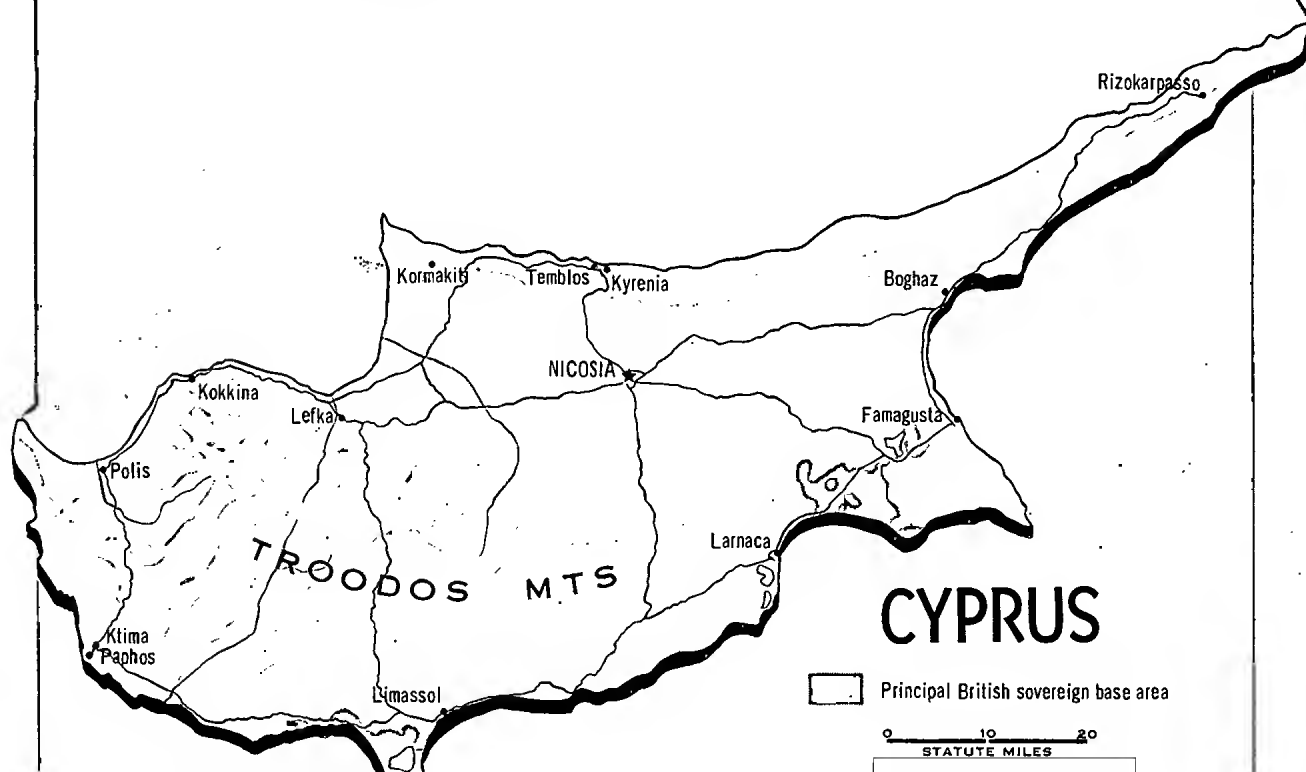 Rizokarpasso
Kormakiti
Temblos
Kyrenia
Boghaz
NICOSIA
Kokkina
Lefka
Famagusta
Polis
Larnaca
TROODOS MTS
CYPRUS
Ktima
Paphos
Limassol
Principal British sovereign base area
0 10 20
STATUTE MILES